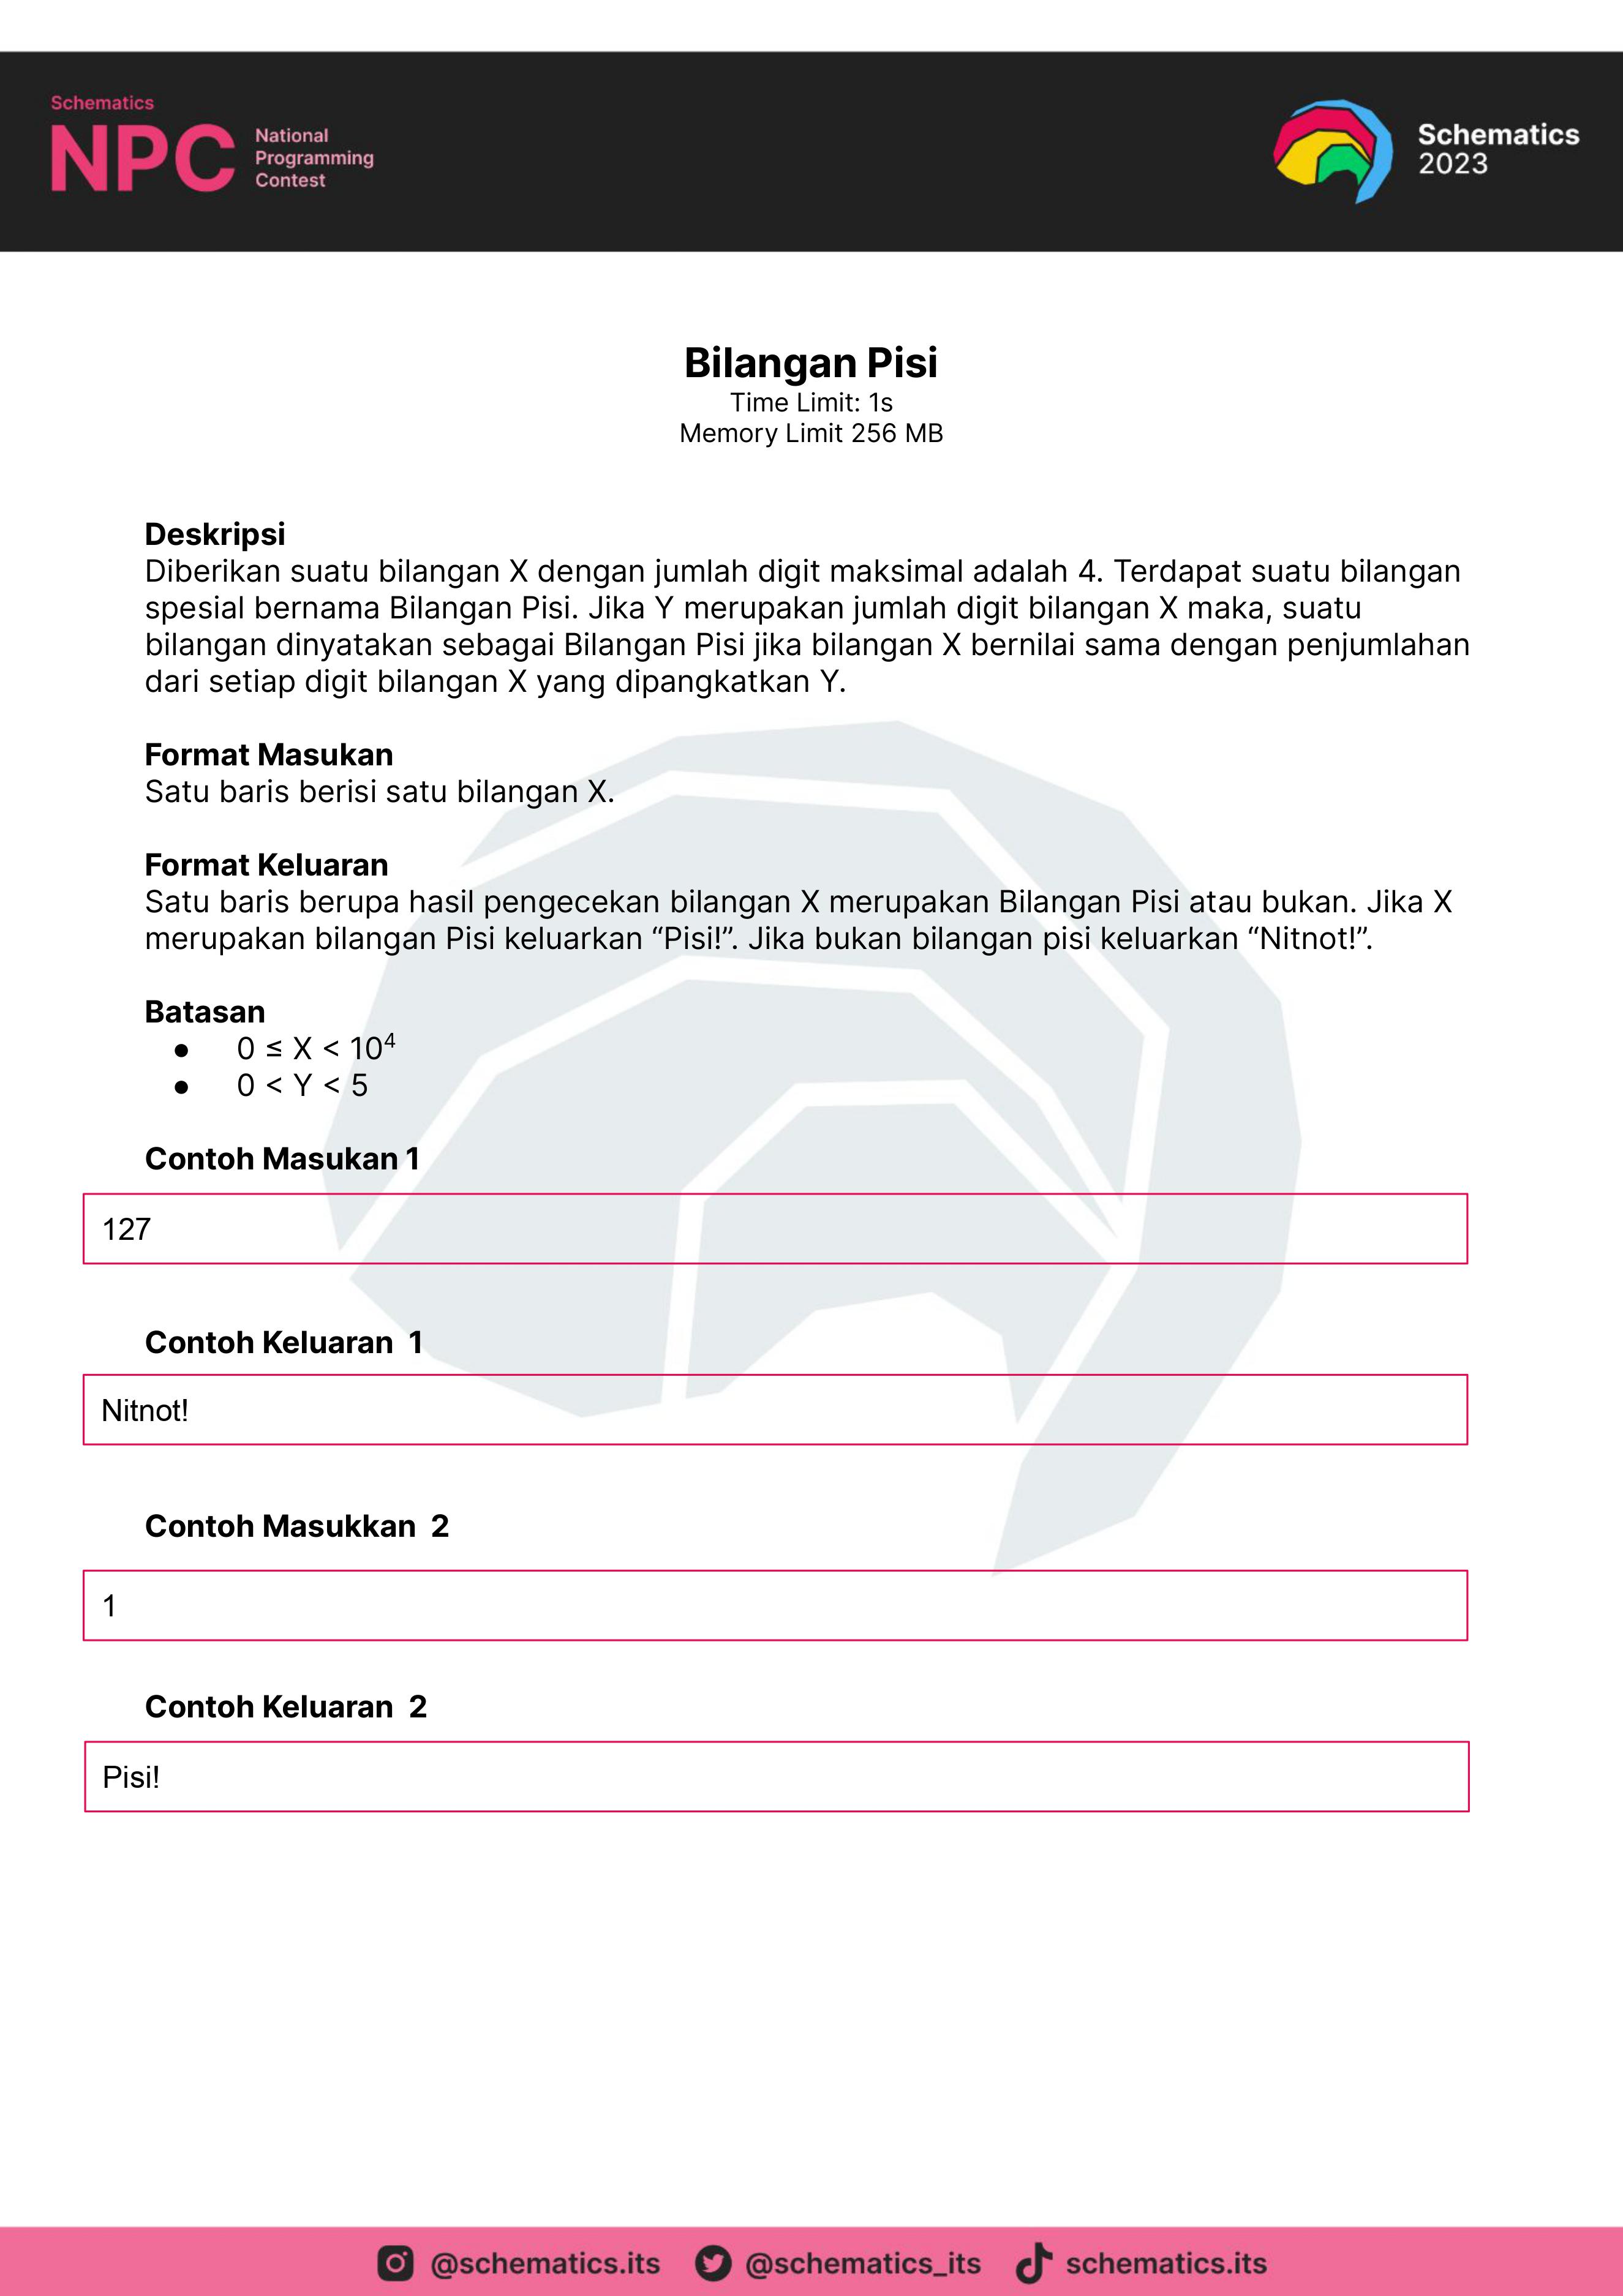 Schematics
NPC
National
Programming
Contest
Schematics
2023
Bilangan Pisi
Time Limit: 1s
Memory Limit 256 MB
Deskripsi
Diberikan suatu bilangan X dengan jumlah digit maksimal adalah 4. Terdapat suatu bilangan
spesial bernama Bilangan Pisi. Jika Y merupakan jumlah digit bilangan X maka, suatu
bilangan dinyatakan sebagai Bilangan Pisi jika bilangan X bernilai sama dengan penjumlahan
dari setiap digit bilangan X yang dipangkatkan Y.
Format Masukan
Satu baris berisi satu bilangan X.
Format Keluaran
Satu baris berupa hasil pengecekan bilangan X merupakan Bilangan Pisi atau bukan. Jika X
merupakan bilangan Pisi keluarkan “Pisi!”. Jika bukan bilangan pisi keluarkan “Nitnot!”.
Batasan
● 0 ≤ X < 10⁴
● 0 < Y < 5
Contoh Masukan 1
127
Contoh Keluaran 1
Nitnot!
Contoh Masukkan 2
1
Contoh Keluaran 2
Pisi!
@schematics.its @schematics_its schematics.its